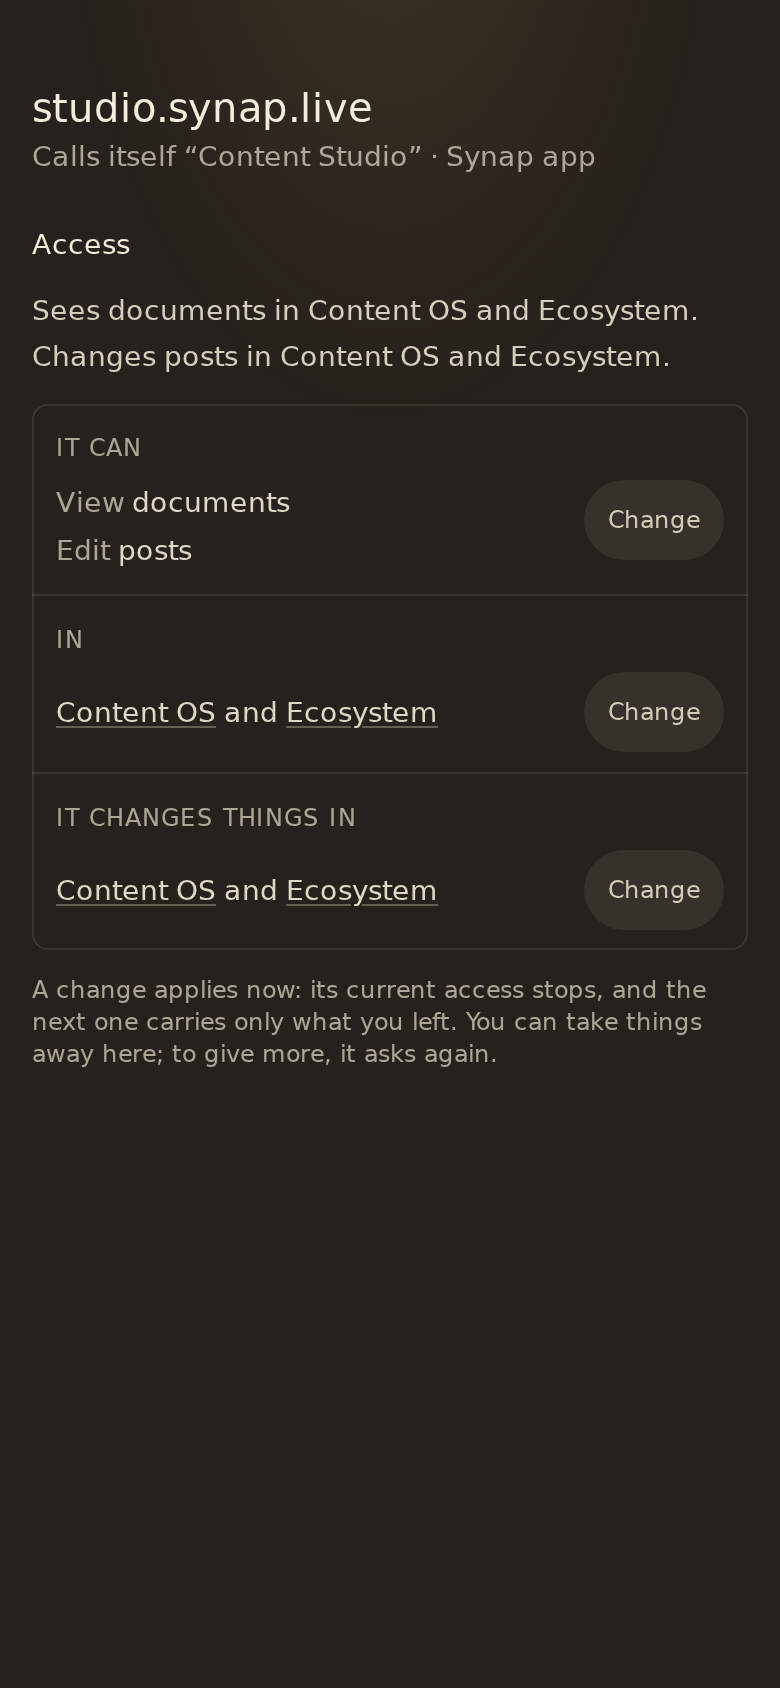 studio.synap.live
Calls itself “Content Studio” · Synap app
Access
Sees documents in Content OS and Ecosystem.
Changes posts in Content OS and Ecosystem.
IT CAN
View documents
Edit posts
Change
IN
Content OS and Ecosystem
Change
IT CHANGES THINGS IN
Content OS and Ecosystem
Change
A change applies now: its current access stops, and the
next one carries only what you left. You can take things
away here; to give more, it asks again.